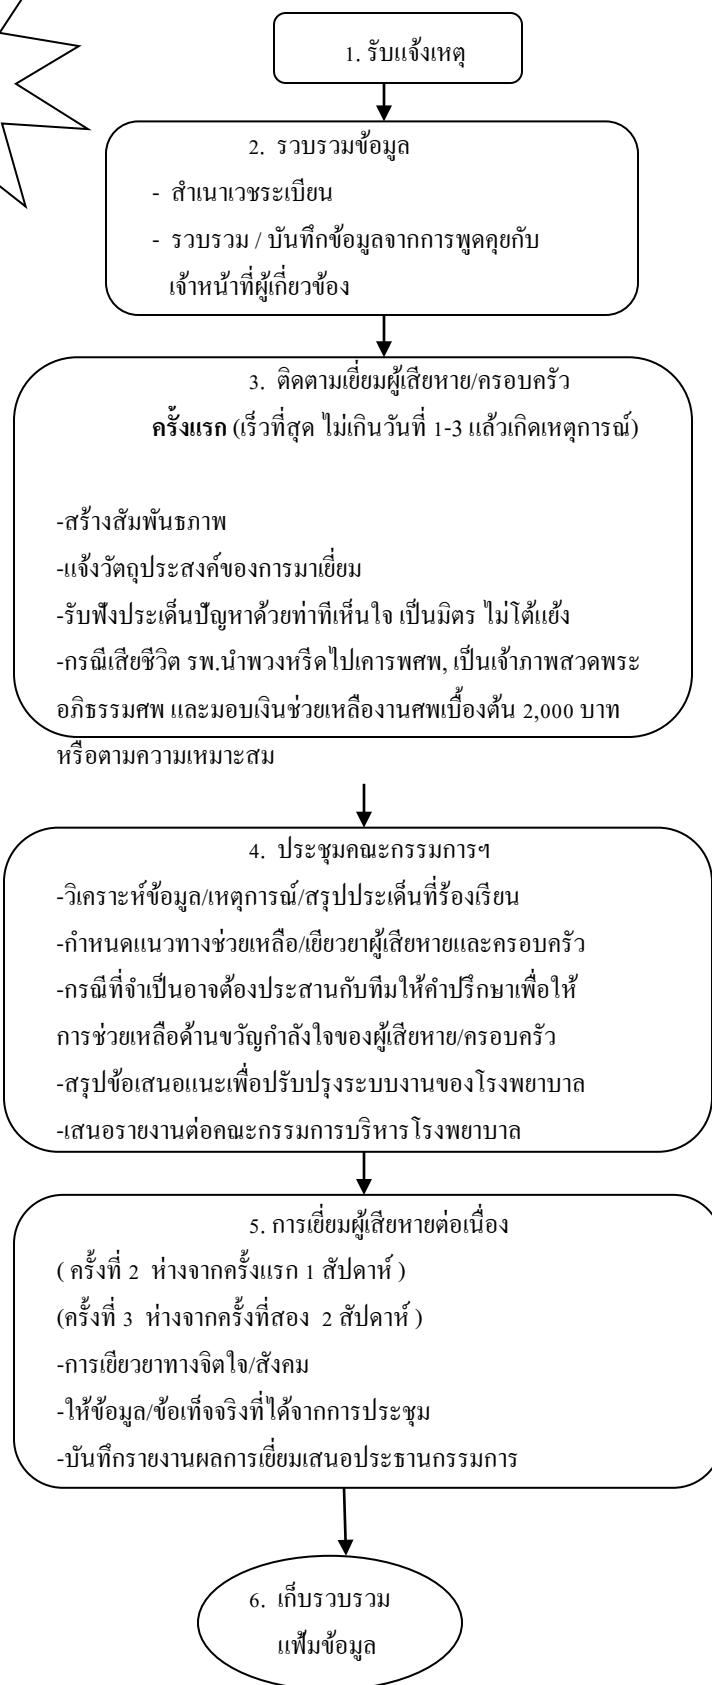 1. รับแจ้งเหตุ
2. รวบรวมข้อมูล
- สำเนาเวชระเบียน
- รวบรวม / บันทึกข้อมูลจากการพูดคุยกับ
เจ้าหน้าที่ผู้เกี่ยวข้อง
3. ติดตามเยี่ยมผู้เสียหาย/ครอบครัว
ครั้งแรก (เร็วที่สุด ไม่เกินวันที่ 1-3 แล้วเกิดเหตุการณ์)
-สร้างสัมพันธภาพ
-แจ้งวัตถุประสงค์ของการมาเยี่ยม
-รับฟังประเด็นปัญหาด้วยท่าทีเห็นใจ เป็นมิตร ไม่โต้แย้ง
-กรณีเสียชีวิต รพ.นำพวงหรีดไปเคารพศพ, เป็นเจ้าภาพสวดพระ
อภิธรรมศพ และมอบเงินช่วยเหลืองานศพเบื้องต้น 2,000 บาท
หรือตามความเหมาะสม
4. ประชุมคณะกรรมการฯ
-วิเคราะห์ข้อมูล/เหตุการณ์/สรุปประเด็นที่ร้องเรียน
-กำหนดแนวทางช่วยเหลือ/เยียวยาผู้เสียหายและครอบครัว
-กรณีที่จำเป็นอาจต้องประสานกับทีมให้คำปรึกษาเพื่อให้
การช่วยเหลือด้านขวัญกำลังใจของผู้เสียหาย/ครอบครัว
-สรุปข้อเสนอแนะเพื่อปรับปรุงระบบงานของโรงพยาบาล
-เสนอรายงานต่อคณะกรรมการบริหารโรงพยาบาล
5. การเยี่ยมผู้เสียหายต่อเนื่อง
( ครั้งที่ 2 ห่างจากครั้งแรก 1 สัปดาห์ )
(ครั้งที่ 3 ห่างจากครั้งที่สอง 2 สัปดาห์ )
-การเยียวยาทางจิตใจ/สังคม
-ให้ข้อมูล/ข้อเท็จจริงที่ได้จากการประชุม
-บันทึกรายงานผลการเยี่ยมเสนอประธานกรรมการ
6. เก็บรวบรวม
แฟ้มข้อมูล